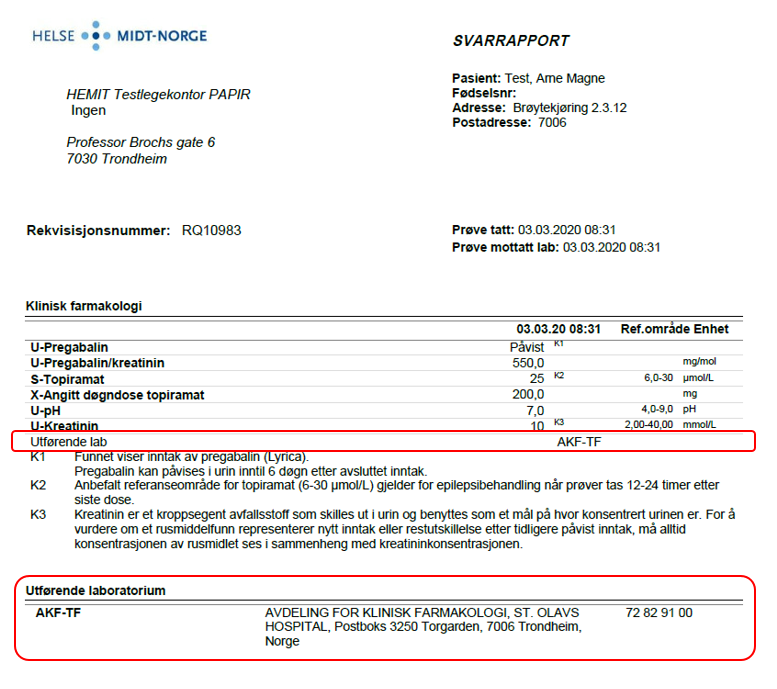 HELSE MIDT-NORGE
SVARRAPPORT
HEMIT Testlegekontor PAPIR
Ingen
Professor Brochs gate 6
7030 Trondheim
Pasient: Test, Arne Magne
Fødselsnr:
Adresse: Brøytekjøring 2.3.12
Postadresse: 7006
Rekvisisjonsnummer: RQ10983
Prøve tatt: 03.03.2020 08:31
Prøve mottatt lab: 03.03.2020 08:31
Klinisk farmakologi
03.03.20 08:31 Ref.område Enhet
U-Pregabalin Påvist K1
U-Pregabalin/kreatinin 550,0 mg/mol
S-Topiramat 25 K2 6,0-30 µmol/L
X-Angitt døgndose topiramat 200,0 mg
U-pH 7,0 4,0-9,0 pH
U-Kreatinin 10 K3 2,00-40,00 mmol/L
Utførende lab AKF-TF
K1 Funnet viser inntak av pregabalin (Lyrica).
Pregabalin kan påvises i urin inntil 6 døgn etter avsluttet inntak.
K2 Anbefalt referanseområde for topiramat (6-30 µmol/L) gjelder for epilepsibehandling når prøver tas 12-24 timer etter
siste dose.
K3 Kreatinin er et kroppsegent avfallsstoff som skilles ut i urin og benyttes som et mål på hvor konsentrert urinen er. For å
vurdere om et rusmiddelfunn representerer nytt inntak eller restutskillelse etter tidligere påvist inntak, må alltid
konsentrasjonen av rusmidlet ses i sammenheng med kreatininkonsentrasjonen.
Utførende laboratorium
AKF-TF AVDELING FOR KLINISK FARMAKOLOGI, ST. OLAVS 72 82 91 00
HOSPITAL, Postboks 3250 Torgarden, 7006 Trondheim,
Norge